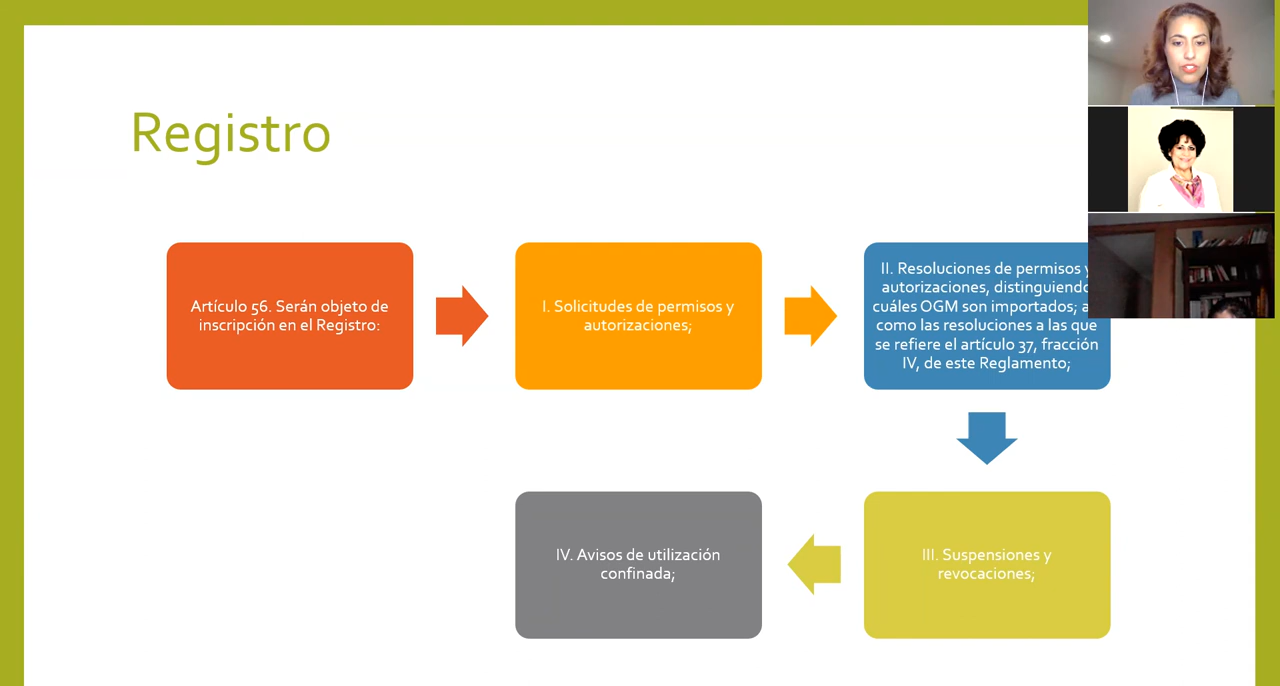 Registro
Artículo 56. Serán objeto de
inscripción en el Registro:
I. Solicitudes de permisos y
autorizaciones;
II. Resoluciones de permisos y
autorizaciones, distinguiendo
cuáles OGM son importados;
como las resoluciones a las que
se refiere el artículo 37, fracción
IV, de este Reglamento;
III. Suspensiones y
revocaciones;
IV. Avisos de utilización
confinada;